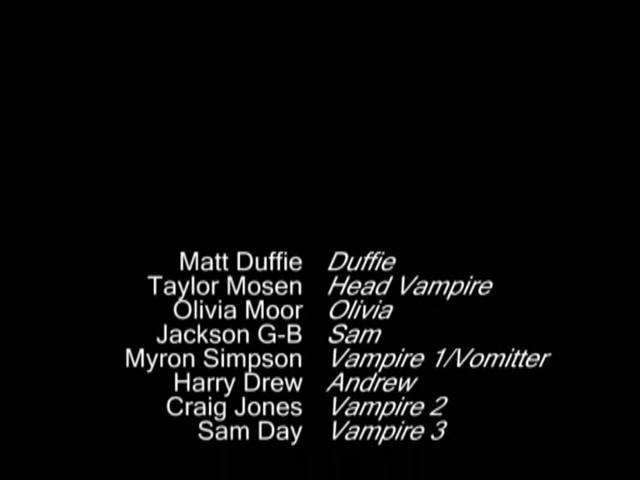 Matt Duffie Duffie
Taylor Mosen Head Vampire
Olivia Moor Olivia
Jackson G-B Sam
Myron Simpson Vampire 1/Vomitter
Harry Drew Andrew
Craig Jones Vampire 2
Sam Day Vampire 3